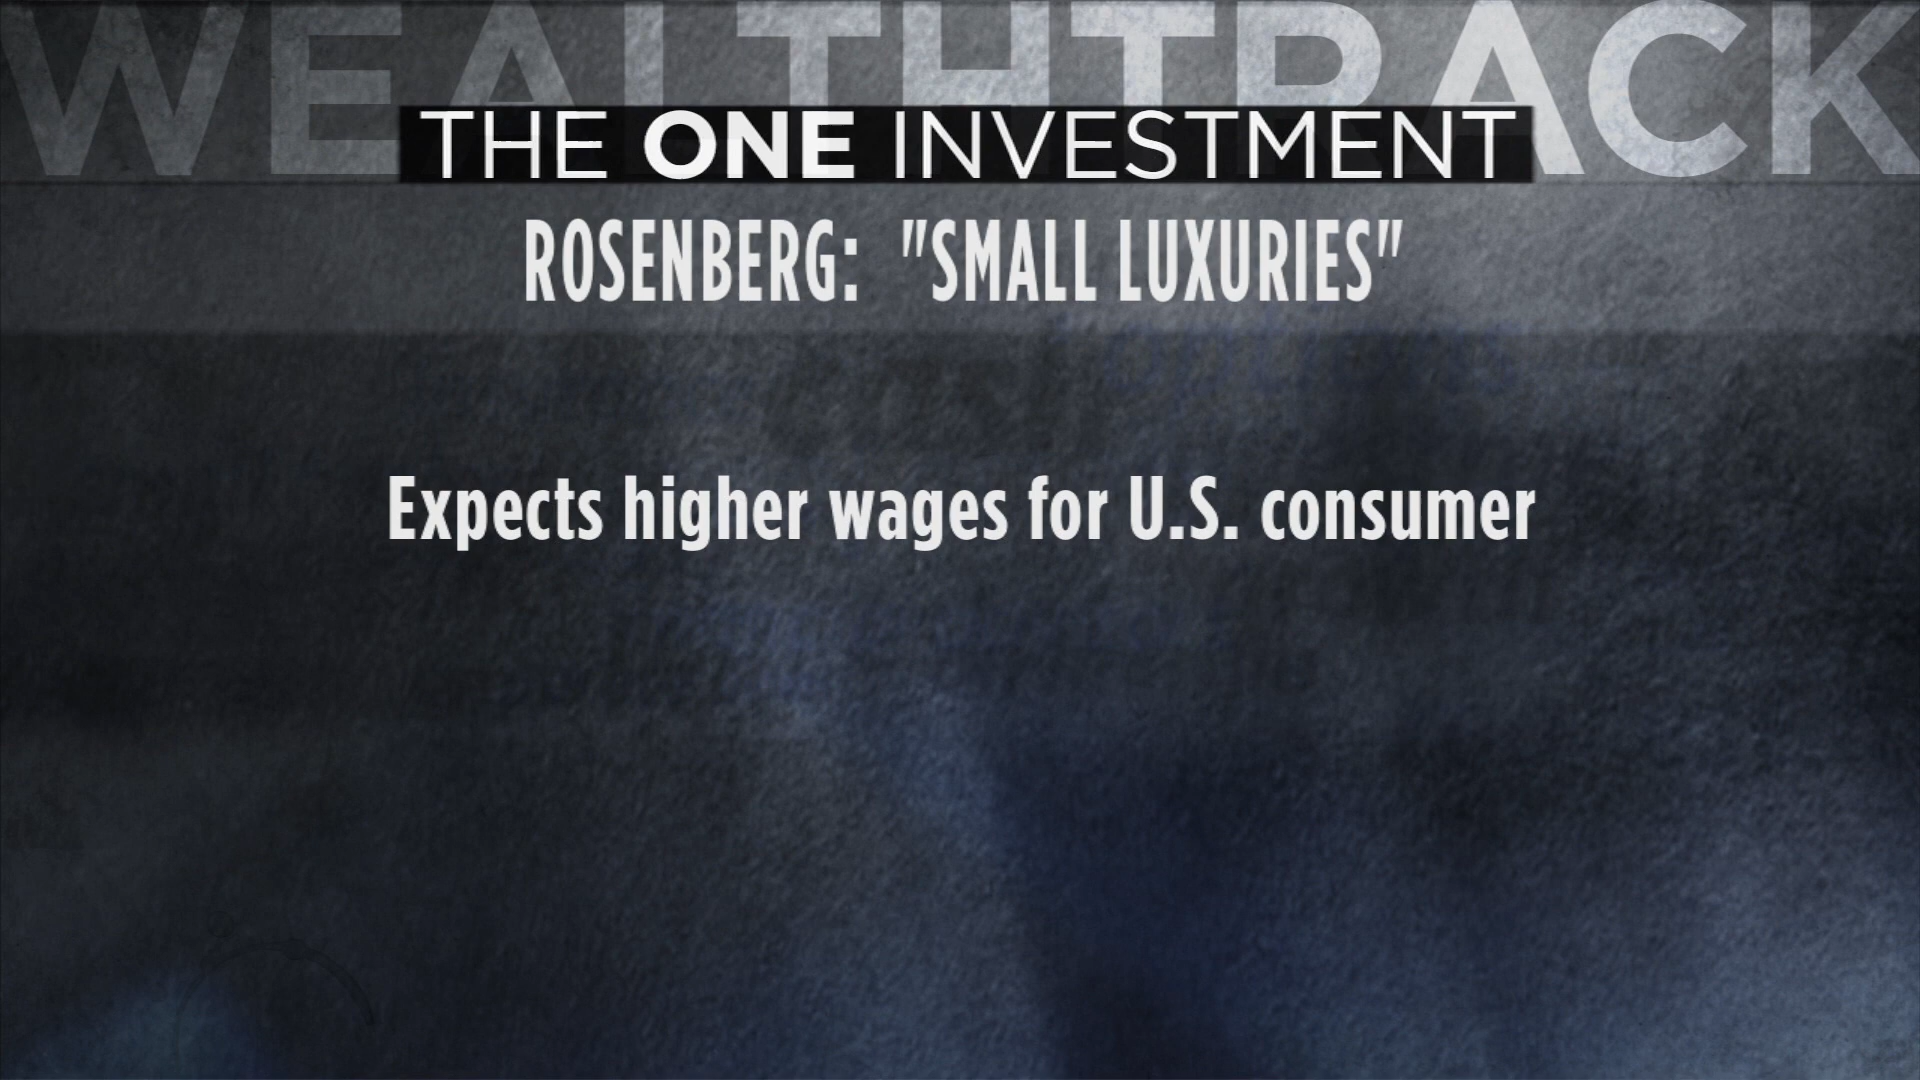 WEALTHTRACK
THE ONE INVESTMENT
ROSENBERG: "SMALL LUXURIES"
Expects higher wages for U.S. consumer